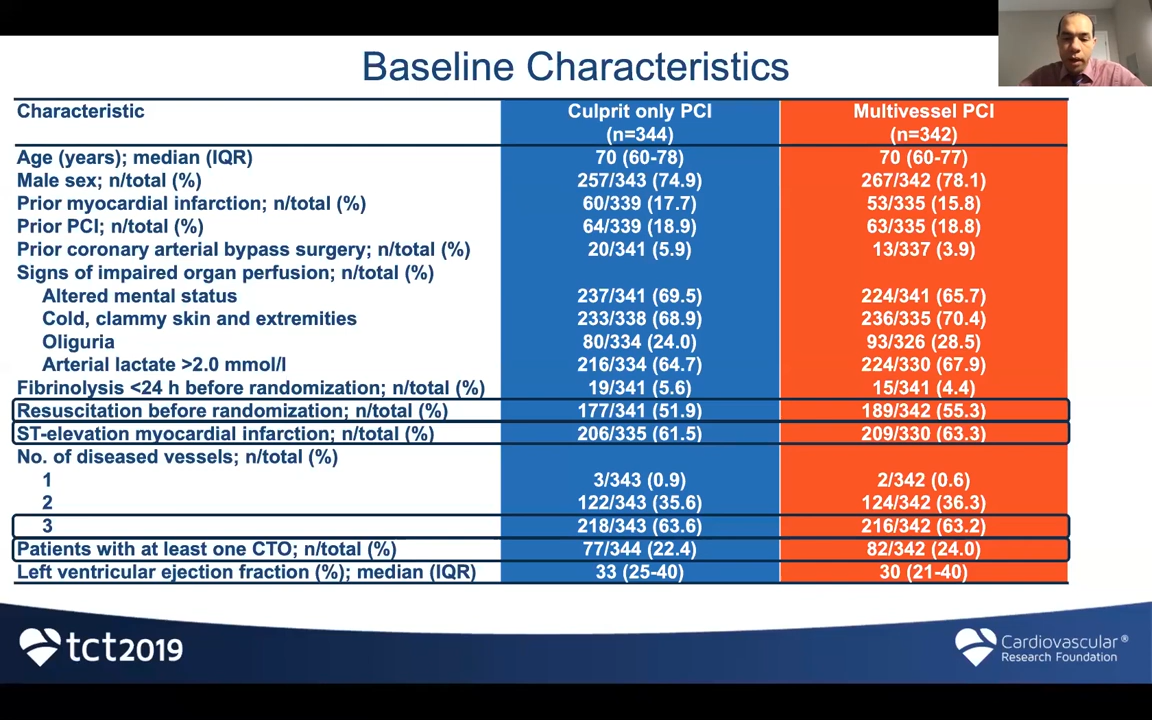 Baseline Characteristics
Characteristic Culprit only PCI (n=344) Multivessel PCI (n=342)
Age (years); median (IQR) 70 (60-78) 70 (60-77)
Male sex; n/total (%) 257/343 (74.9) 267/342 (78.1)
Prior myocardial infarction; n/total (%) 60/339 (17.7) 53/335 (15.8)
Prior PCI; n/total (%) 64/339 (18.9) 63/335 (18.8)
Prior coronary arterial bypass surgery; n/total (%) 20/341 (5.9) 13/337 (3.9)
Signs of impaired organ perfusion; n/total (%)
Altered mental status 237/341 (69.5) 224/341 (65.7)
Cold, clammy skin and extremities 233/338 (68.9) 236/335 (70.4)
Oliguria 80/334 (24.0) 93/326 (28.5)
Arterial lactate >2.0 mmol/l 216/334 (64.7) 224/330 (67.9)
Fibrinolysis <24 h before randomization; n/total (%) 19/341 (5.6) 15/341 (4.4)
Resuscitation before randomization; n/total (%) 177/341 (51.9) 189/342 (55.3)
ST-elevation myocardial infarction; n/total (%) 206/335 (61.5) 209/330 (63.3)
No. of diseased vessels; n/total (%)
1 3/343 (0.9) 2/342 (0.6)
2 122/343 (35.6) 124/342 (36.3)
3 218/343 (63.6) 216/342 (63.2)
Patients with at least one CTO; n/total (%) 77/344 (22.4) 82/342 (24.0)
Left ventricular ejection fraction (%); median (IQR) 33 (25-40) 30 (21-40)
tct2019
Cardiovascular®
Research Foundation